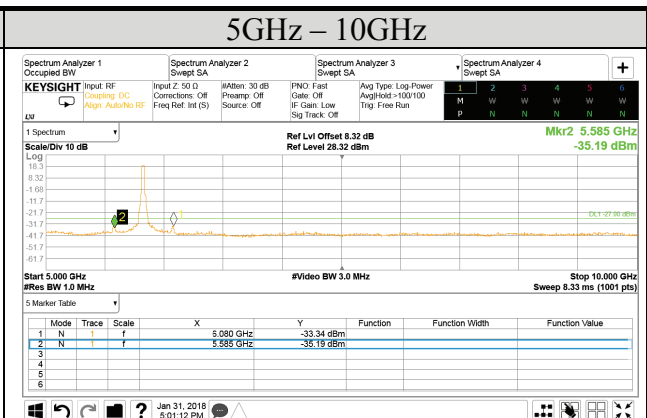 5GHz – 10GHz
Spectrum Analyzer 1
Occupied BW
Spectrum Analyzer 2
Swept SA
Spectrum Analyzer 3
Swept SA
Spectrum Analyzer 4
Swept SA
+
KEYSIGHT
Input: RF
Coupling: DC
Align: Auto/No RF
Input Z: 50 Ω
Corrections: Off
Freq Ref: Int (S)
#Atten: 30 dB
Preamp: Off
Source: Off
PNO: Fast
Gate: Off
IF Gain: Low
Sig Track: Off
Avg Type: Log-Power
Avg|Hold:>100/100
Trig: Free Run
1 2 3 4 5 6
M W W W W W
P N N N N N
LXI
1 Spectrum
Scale/Div 10 dB
Ref Lvl Offset 8.32 dB
Ref Level 28.32 dBm
Mkr2 5.585 GHz
-35.19 dBm
Log
18.3
8.32
-1.68
-11.7
-21.7
-31.7
-41.7
-51.7
-61.7
2
1
DL1 -27.00 dBm
Start 5.000 GHz
#Res BW 1.0 MHz
#Video BW 3.0 MHz
Stop 10.000 GHz
Sweep 8.33 ms (1001 pts)
5 Marker Table
Mode Trace Scale X Y Function Function Width Function Value
1 N 1 f 6.080 GHz -33.34 dBm
2 N 1 f 5.585 GHz -35.19 dBm
3
4
5
6
?
Jan 31, 2018
5:01:12 PM